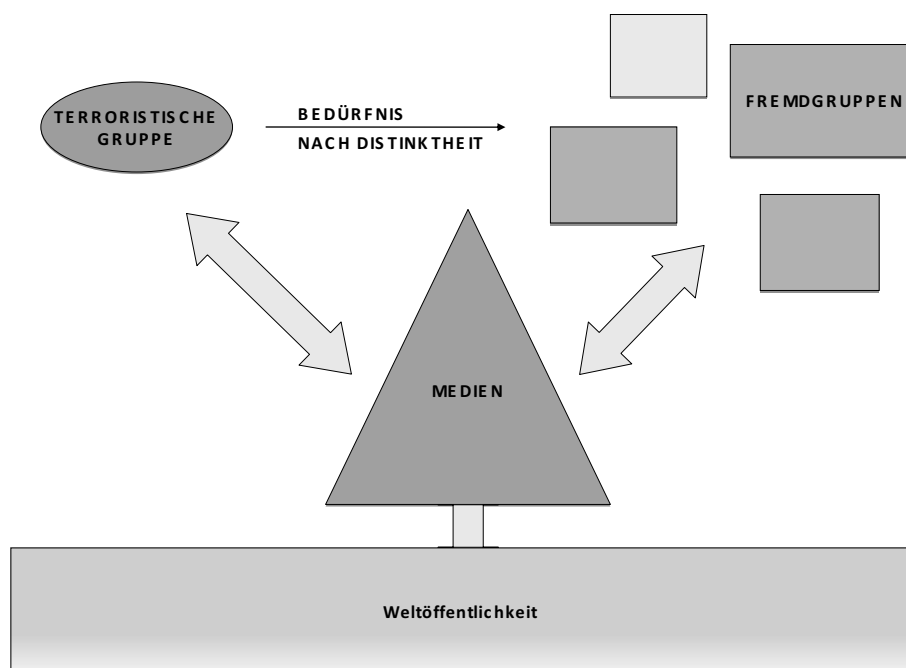 TERRORISTISCHE
GRUPPE
BEDÜRFNIS
NACH DISTINKTHEIT
FREMDGRUPPEN
MEDIEN
Weltöffentlichkeit